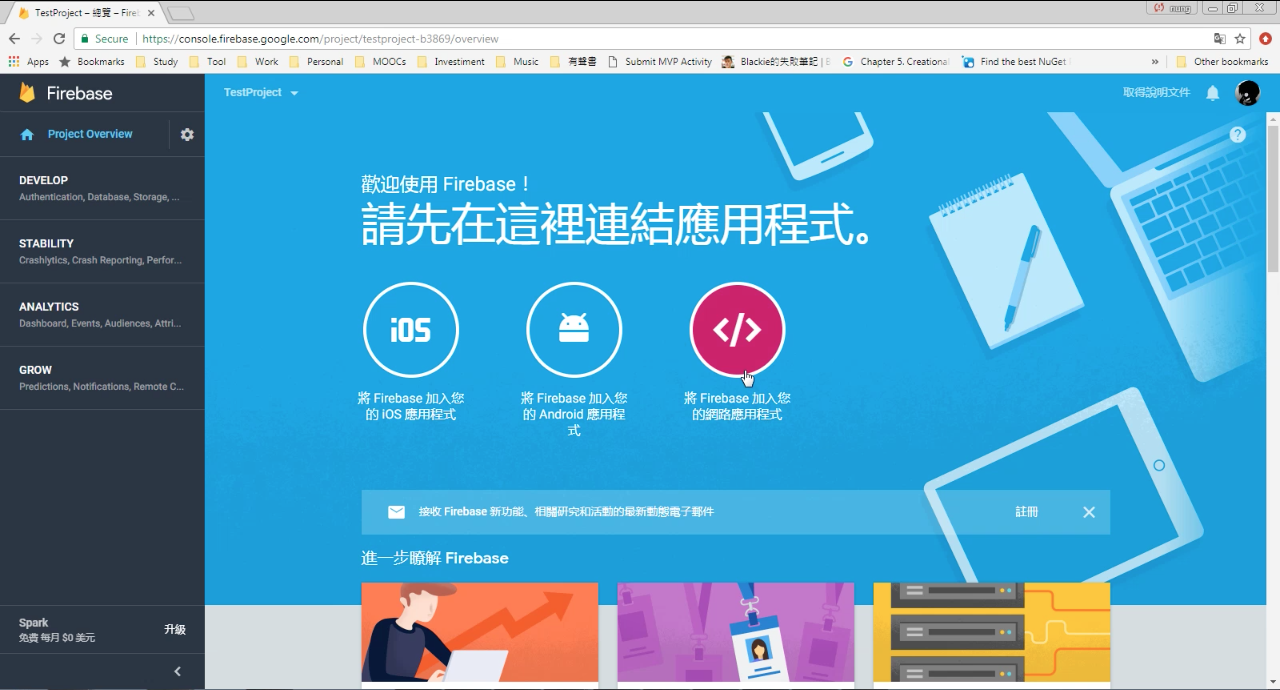 TestProject – 總覽 – Fire
nung
Secure
https://console.firebase.google.com/project/testproject-b3869/overview
Apps
Bookmarks
Study
Tool
Work
Personal
MOOCs
Investiment
Music
有聲書
Submit MVP Activity
Blackie的失敗筆記 | B
Chapter 5. Creational
Find the best NuGet
»
Other bookmarks
Firebase
TestProject
取得說明文件
Project Overview
DEVELOP
Authentication, Database, Storage, ...
STABILITY
Crashlytics, Crash Reporting, Perfor...
ANALYTICS
Dashboard, Events, Audiences, Attri...
GROW
Predictions, Notifications, Remote C...
歡迎使用 Firebase！
請先在這裡連結應用程式。
iOS
</>
將 Firebase 加入您
的 iOS 應用程式
將 Firebase 加入您
的 Android 應用程
式
將 Firebase 加入您
的網路應用程式
接收 Firebase 新功能、相關研究和活動的最新動態電子郵件
註冊
進一步瞭解 Firebase
Spark
免費 每月 $0 美元
升級